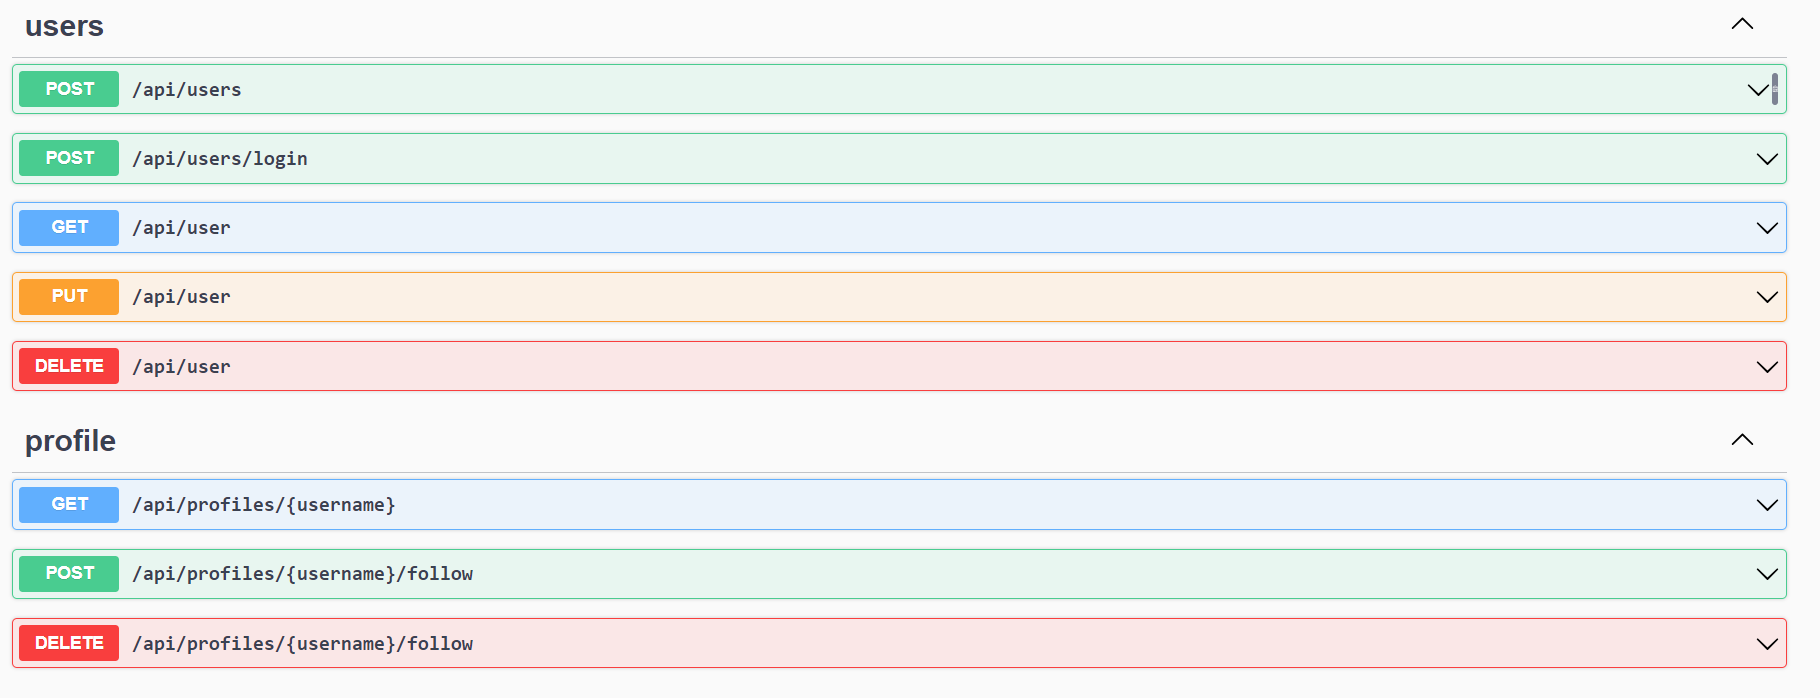 users
POST /api/users
POST /api/users/login
GET /api/user
PUT /api/user
DELETE /api/user
profile
GET /api/profiles/{username}
POST /api/profiles/{username}/follow
DELETE /api/profiles/{username}/follow